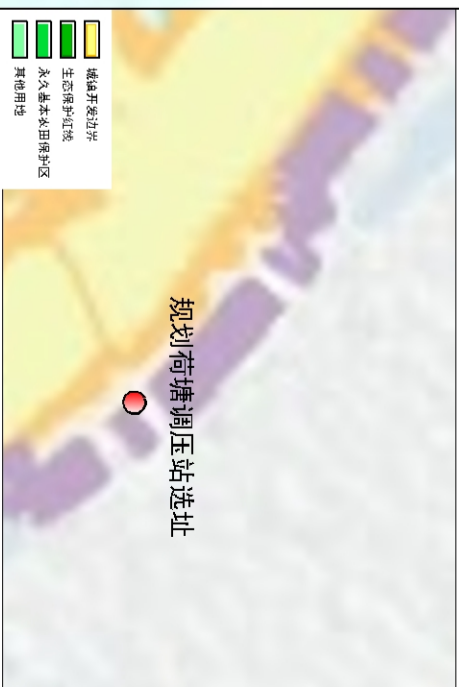 城镇开发边界
生态保护红线
永久基本农田保护区
其他用地
规划荷塘调压站选址